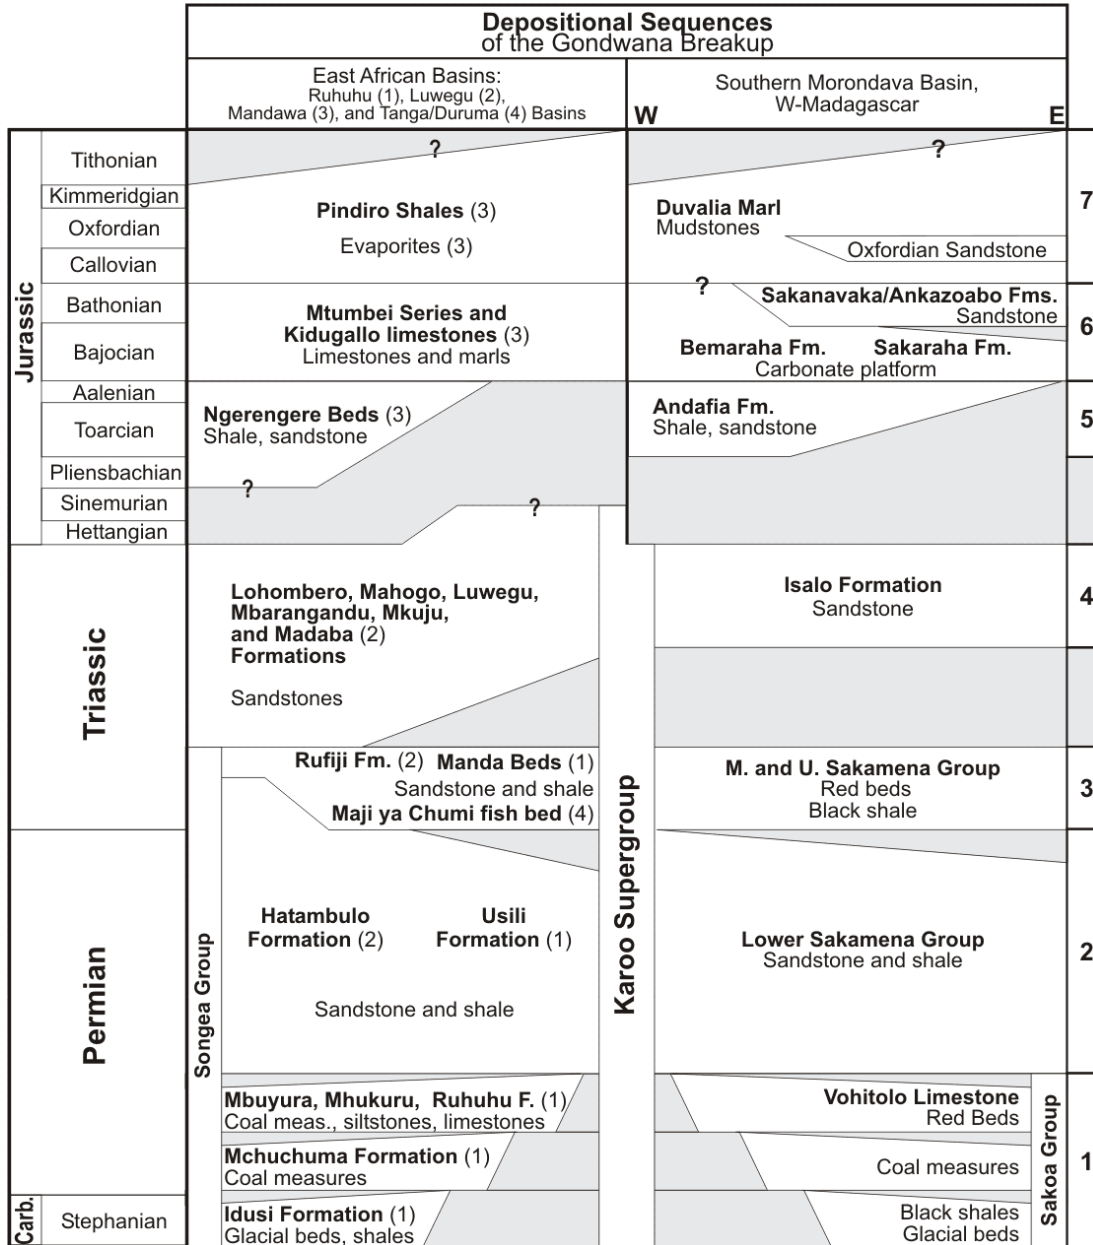 Depositional Sequences
of the Gondwana Breakup
East African Basins:
Ruhuhu (1), Luwegu (2),
Mandawa (3), and Tanga/Duruma (4) Basins
Southern Morondava Basin,
W-Madagascar
W
E
Jurassic
Tithonian
Kimmeridgian
Oxfordian
Callovian
Bathonian
Bajocian
Aalenian
Toarcian
Pliensbachian
Sinemurian
Hettangian
Triassic
Permian
Carb.
Stephanian
?
Pindiro Shales (3)
Evaporites (3)
Mtumbei Series and
Kidugallo limestones (3)
Limestones and marls
Ngerengere Beds (3)
Shale, sandstone
?
?
Lohombero, Mahogo, Luwegu,
Mbarangandu, Mkuju,
and Madaba (2)
Formations
Sandstones
Songea Group
Rufiji Fm. (2) Manda Beds (1)
Sandstone and shale
Maji ya Chumi fish bed (4)
Hatambulo
Formation (2)
Usili
Formation (1)
Sandstone and shale
Mbuyura, Mhukuru, Ruhuhu F. (1)
Coal meas., siltstones, limestones
Mchuchuma Formation (1)
Coal measures
Idusi Formation (1)
Glacial beds, shales
Karoo Supergroup
?
Duvalia Marl
Mudstones
Oxfordian Sandstone
?
Sakanavaka/Ankazoabo Fms.
Sandstone
Bemaraha Fm. Sakaraha Fm.
Carbonate platform
Andafia Fm.
Shale, sandstone
Isalo Formation
Sandstone
M. and U. Sakamena Group
Red beds
Black shale
Lower Sakamena Group
Sandstone and shale
Vohitolo Limestone
Red Beds
Coal measures
Black shales
Glacial beds
Sakoa Group
7
6
5
4
3
2
1